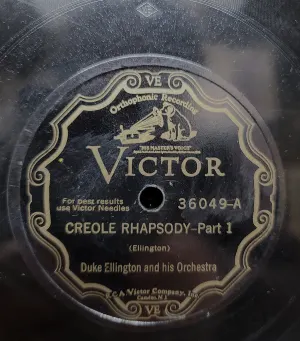 VE
Orthophonic Recording
"HIS MASTER'S VOICE"
VICTOR
For best results
use Victor Needles
36049-A
CREOLE RHAPSODY-Part 1
(Ellington)
Duke Ellington and his Orchestra
R.C.A. Victor Company, Inc.
Camden, N.J.
VE